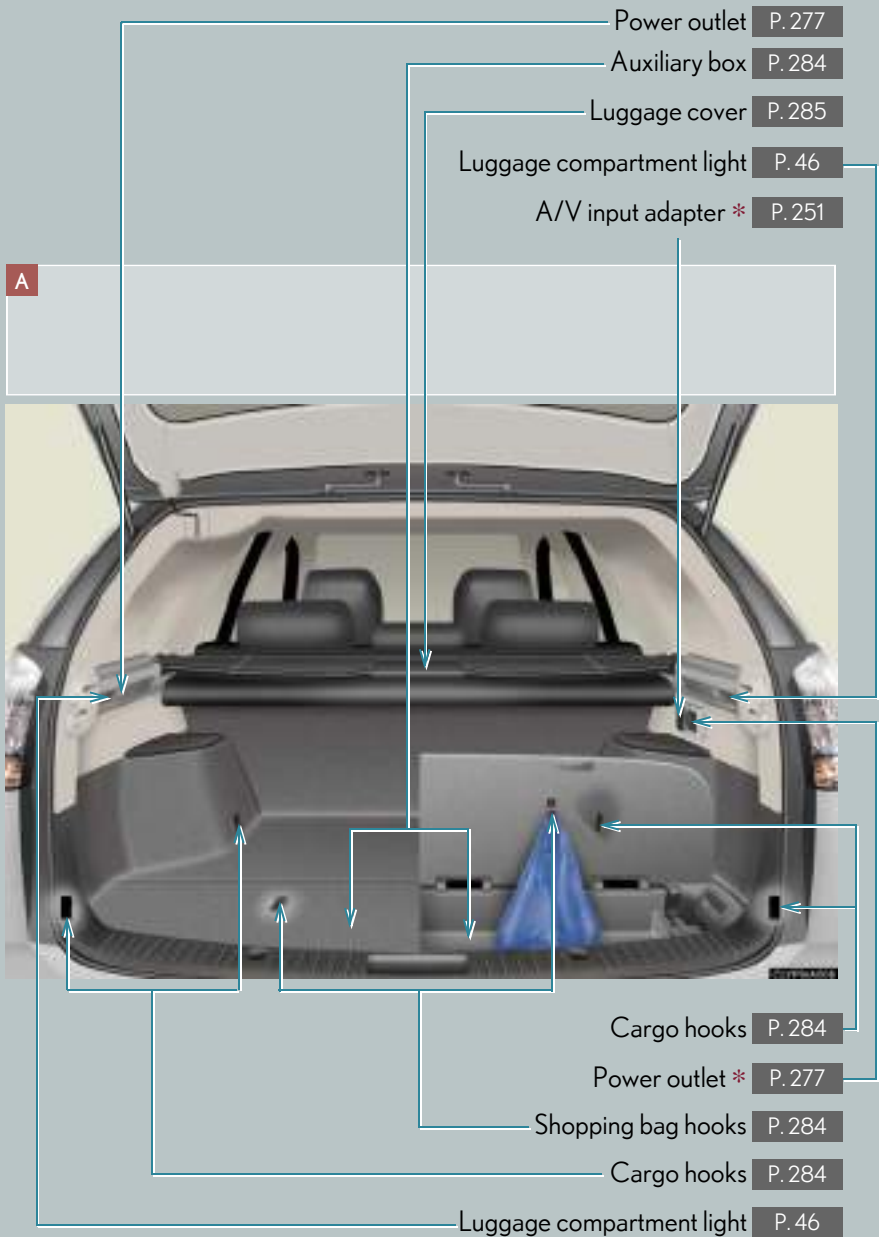 Power outlet P. 277
Auxiliary box P. 284
Luggage cover P. 285
Luggage compartment light P. 46
A/V input adapter * P. 251
A
Cargo hooks P. 284
Power outlet * P. 277
Shopping bag hooks P. 284
Cargo hooks P. 284
Luggage compartment light P. 46